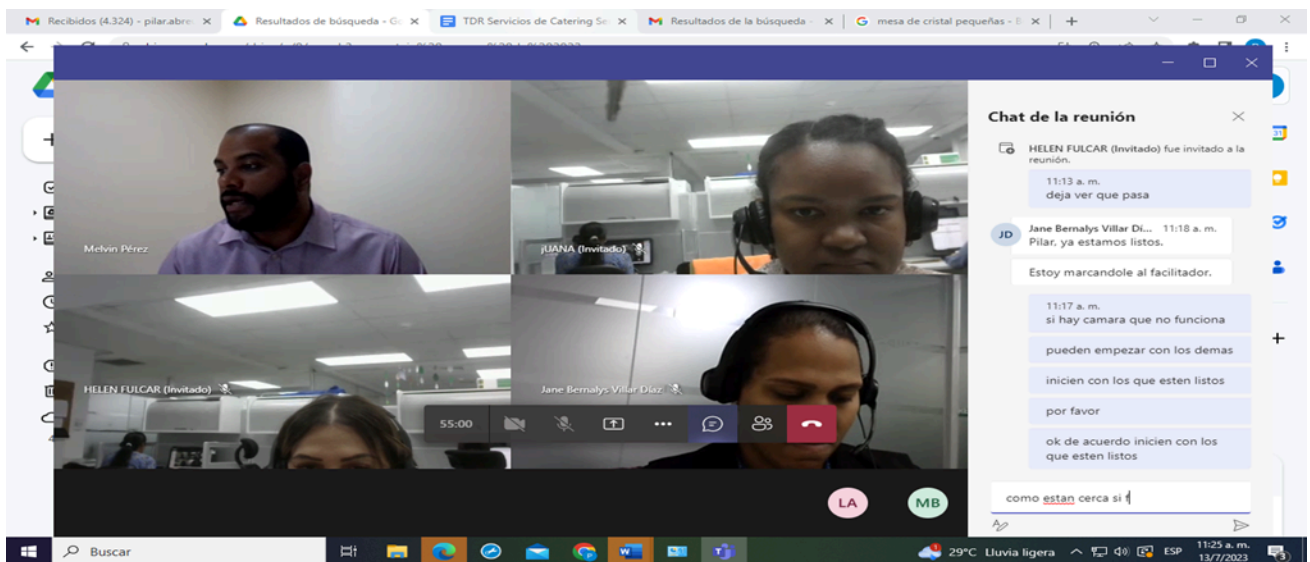 Recibidos (4.324) - pilar.abre
Resultados de búsqueda - Go
TDR Servicios de Catering Se
Resultados de la búsqueda -
mesa de cristal pequeñas - B
Melvin Pérez
jUANA (Invitado)
HELEN FULCAR (Invitado)
Jane Bernalys Villar Díaz
55:00
LA
MB
Chat de la reunión
HELEN FULCAR (Invitado) fue invitado a la
reunión.
11:13 a. m.
deja ver que pasa
JD
Jane Bernalys Villar Dí... 11:18 a. m.
Pilar, ya estamos listos.
Estoy marcandole al facilitador.
11:17 a. m.
si hay camara que no funciona
pueden empezar con los demas
inicien con los que esten listos
por favor
ok de acuerdo inicien con los
que esten listos
como estan cerca si f
31
Buscar
29°C Lluvia ligera
ESP
11:25 a. m.
13/7/2023